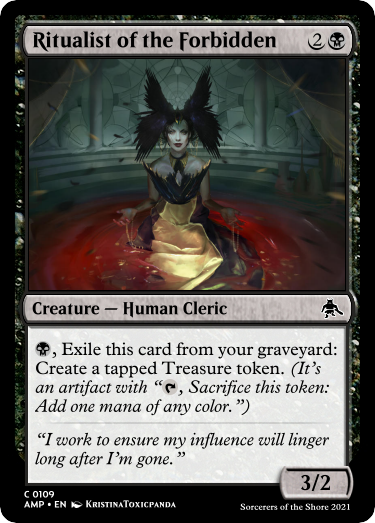 Ritualist of the Forbidden 2
Creature — Human Cleric
, Exile this card from your graveyard:
Create a tapped Treasure token. (It's
an artifact with “, Sacrifice this token:
Add one mana of any color.”)
“I work to ensure my influence will linger
long after I'm gone.”
3/2
C 0109
AMP • EN KristinaToxicpanda
Sorcerers of the Shore 2021